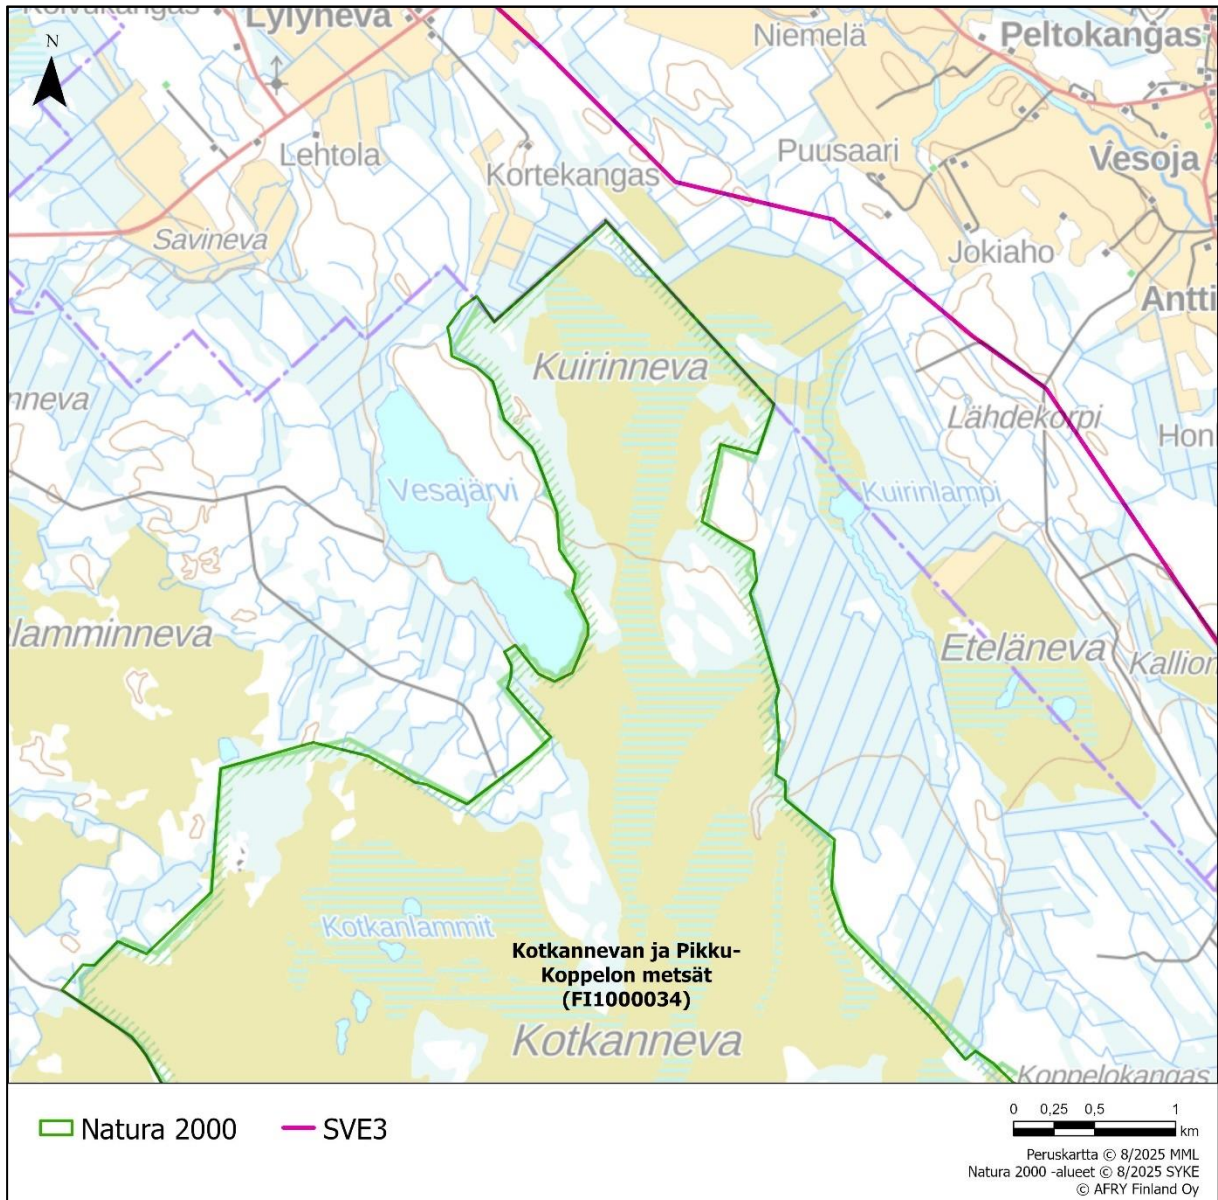 Lylyneva
Niemelä
Peltokangas
N
Lehtola
Puusaari
Vesoja
Kortekangas
Savineva
Jokiaho
Antti
Kuirinneva
nneva
Lähdekorpi
Hon
Vesajärvi
Kuirinlampi
lamminneva
Eteläneva
Kallion
Kotkanlammit
Kotkannevan ja Pikku-
Koppelon metsät
(FI1000034)
Kotkanneva
Koppelokangas
Natura 2000
SVE3
0 0,25 0,5 1
km
Peruskartta © 8/2025 MML
Natura 2000 -alueet © 8/2025 SYKE
© AFRY Finland Oy